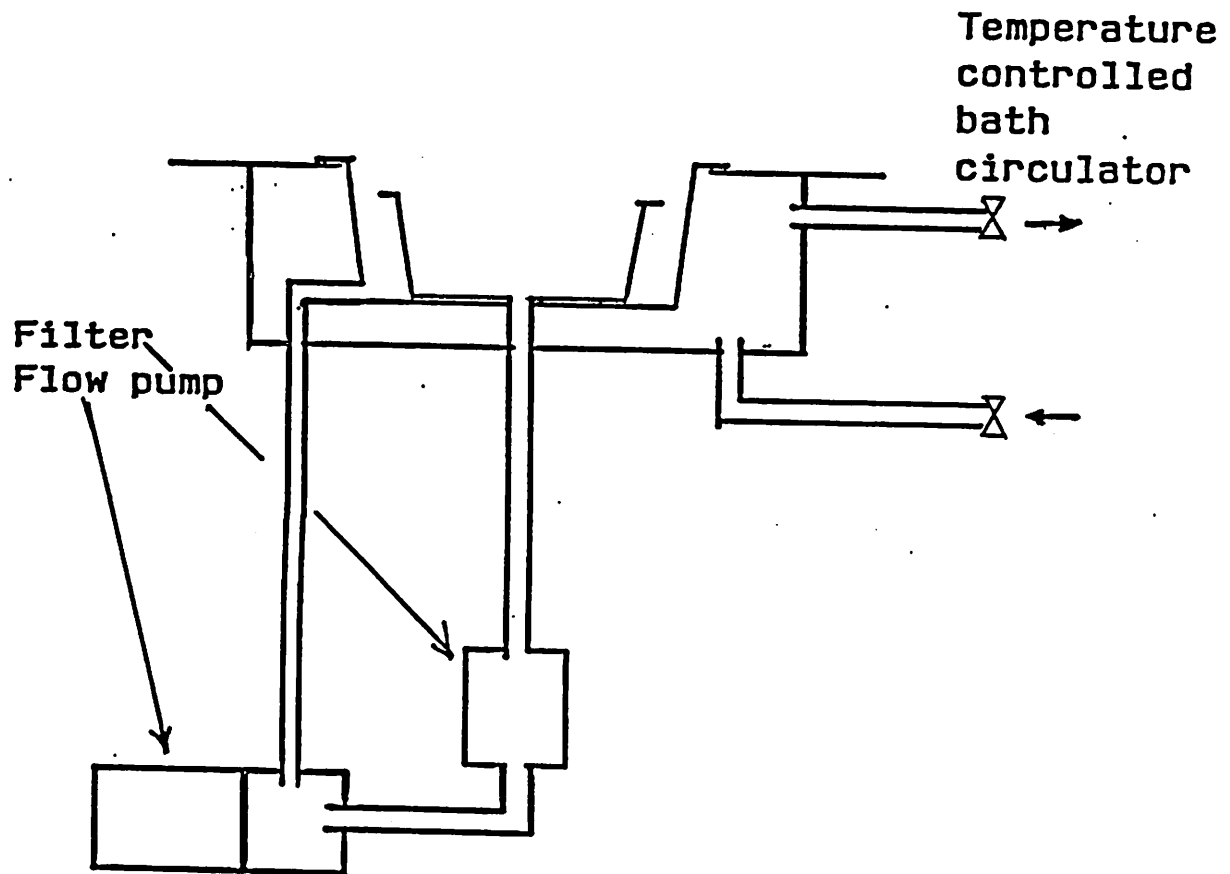 Temperature
controlled
bath
circulator
Filter
Flow pump